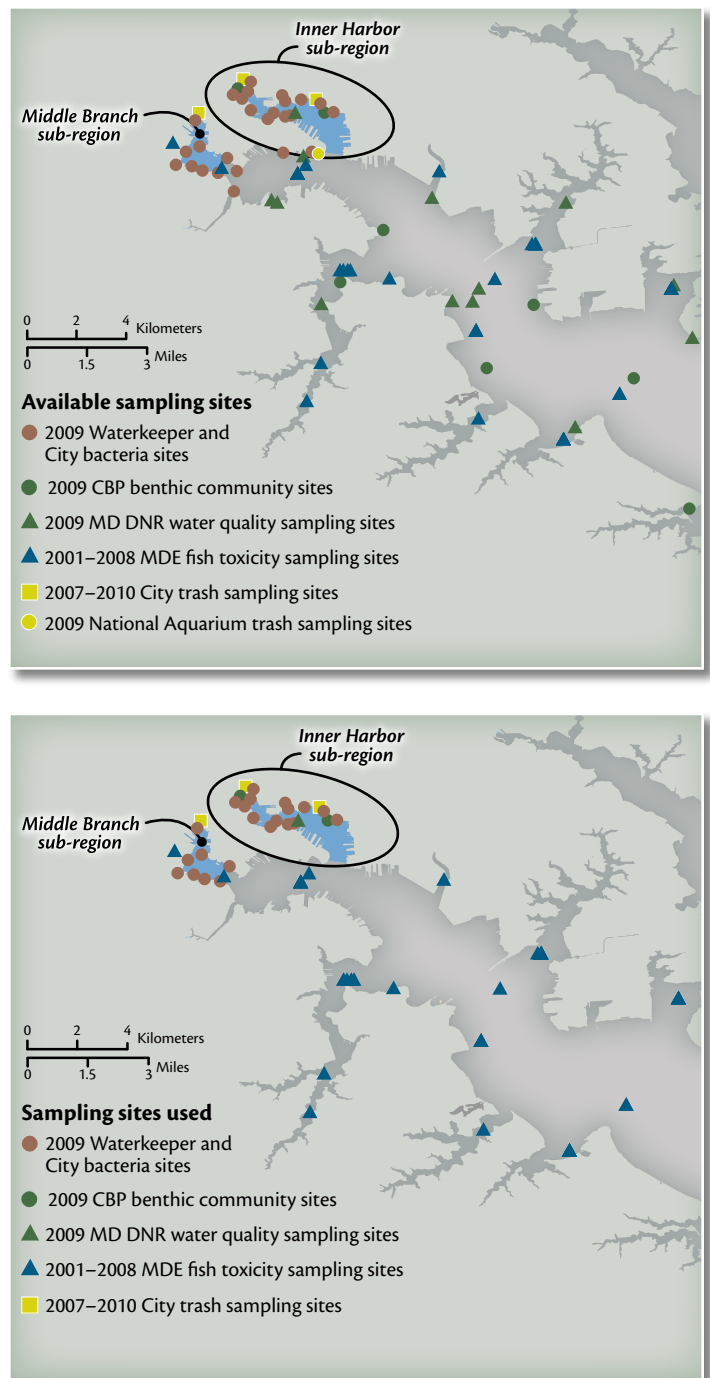 Inner Harbor
sub-region
Middle Branch
sub-region
0 2 4 Kilometers
0 1.5 3 Miles
Available sampling sites
2009 Waterkeeper and
City bacteria sites
2009 CBP benthic community sites
2009 MD DNR water quality sampling sites
2001–2008 MDE fish toxicity sampling sites
2007–2010 City trash sampling sites
2009 National Aquarium trash sampling sites
Inner Harbor
sub-region
Middle Branch
sub-region
0 2 4 Kilometers
0 1.5 3 Miles
Sampling sites used
2009 Waterkeeper and
City bacteria sites
2009 CBP benthic community sites
2009 MD DNR water quality sampling sites
2001–2008 MDE fish toxicity sampling sites
2007–2010 City trash sampling sites